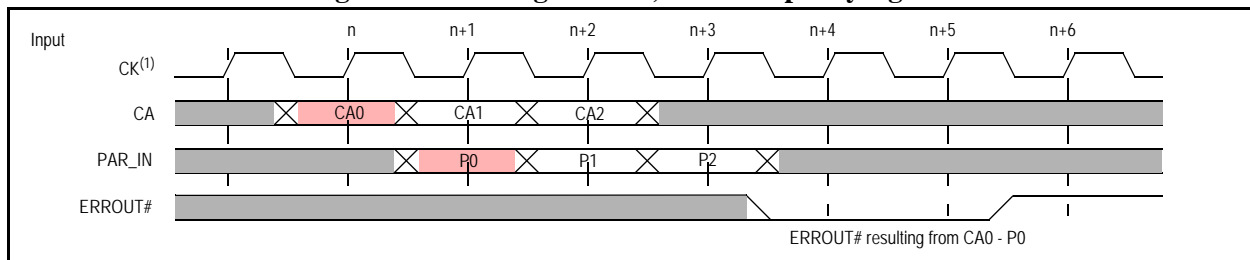 Input
n n+1 n+2 n+3 n+4 n+5 n+6
CK(1)
CA CA0 CA1 CA2
PAR_IN P0 P1 P2
ERROUT#
ERROUT# resulting from CA0 - P0